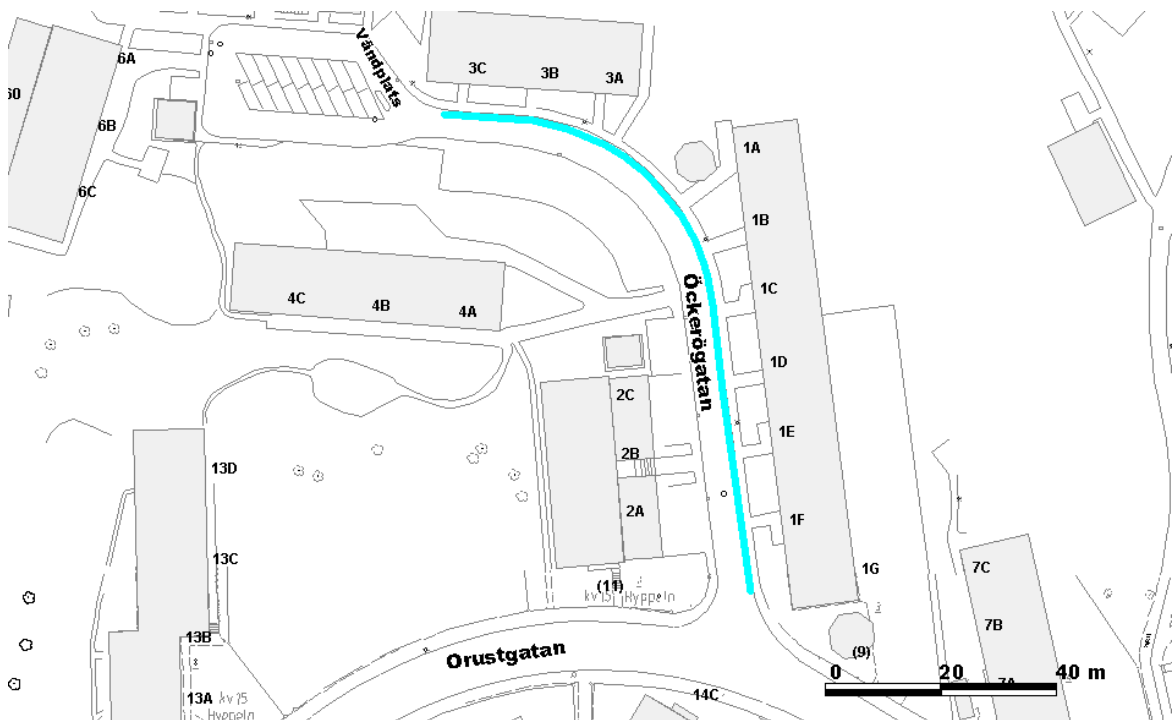 Vändplats
6A
60
6B
6C
3C
3B
3A
1A
1B
1C
1D
1E
1F
1G
Öckerögatan
4C
4B
4A
2C
2B
2A
13D
13C
13B
13A
kv 15
Hyppeln
(11)
kv 15 Hyppeln
Orustgatan
14C
7C
7B
7A
(9)
0 20 40 m